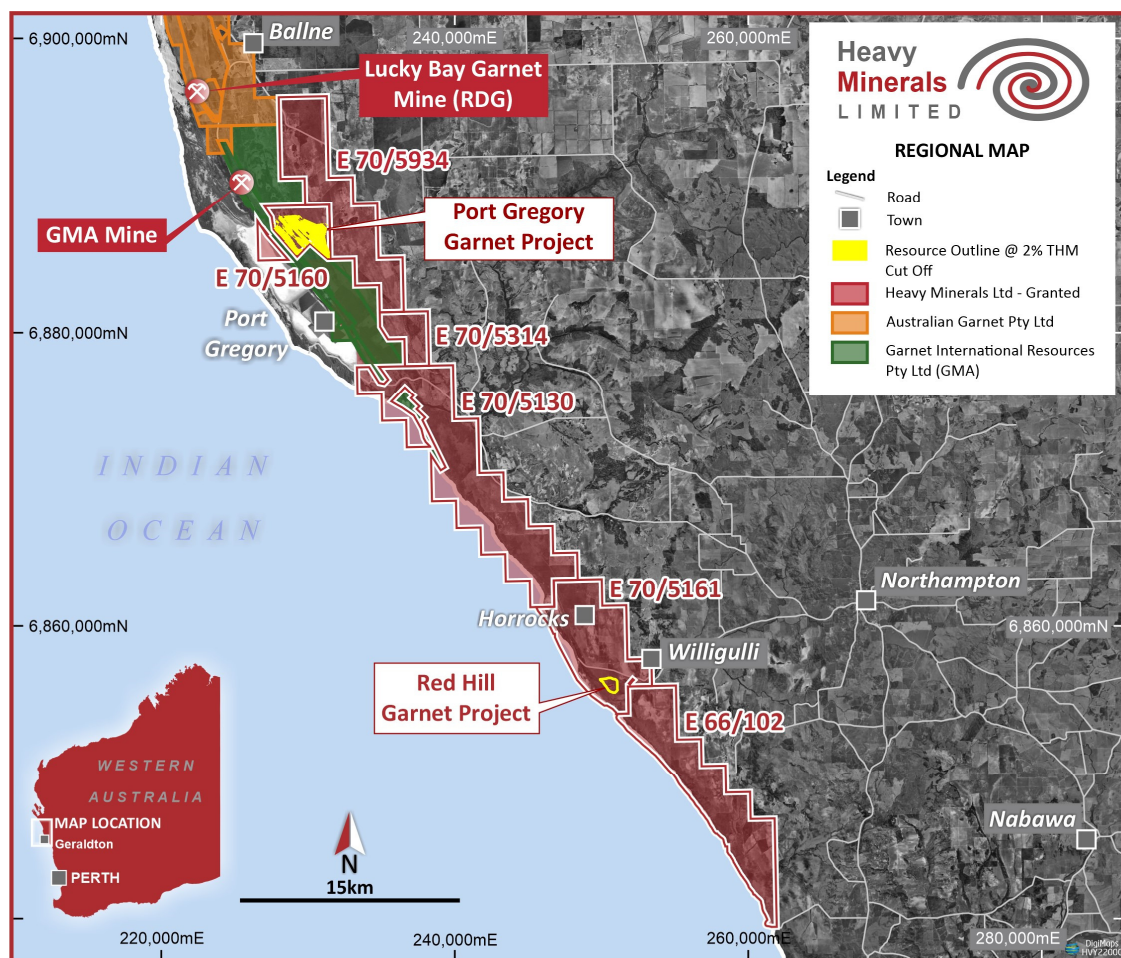 6,900,000mN
Ballne
240,000mE
260,000mE
Lucky Bay Garnet
Mine (RDG)
Heavy
Minerals
LIMITED
REGIONAL MAP
Legend
Road
Town
Resource Outline @ 2% THM
Cut Off
Heavy Minerals Ltd - Granted
Australian Garnet Pty Ltd
Garnet International Resources
Pty Ltd (GMA)
E 70/5934
GMA Mine
Port Gregory
Garnet Project
E 70/5160
Port
Gregory
6,880,000mN
E 70/5314
E 70/5130
INDIAN
OCEAN
E 70/5161
Northampton
Horrocks
6,860,000mN
6,860,000mN
Willigulli
Red Hill
Garnet Project
E 66/102
WESTERN
AUSTRALIA
MAP LOCATION
Geraldton
PERTH
N
15km
Nabawa
220,000mE
240,000mE
260,000mE
280,000mE
DigiMaps